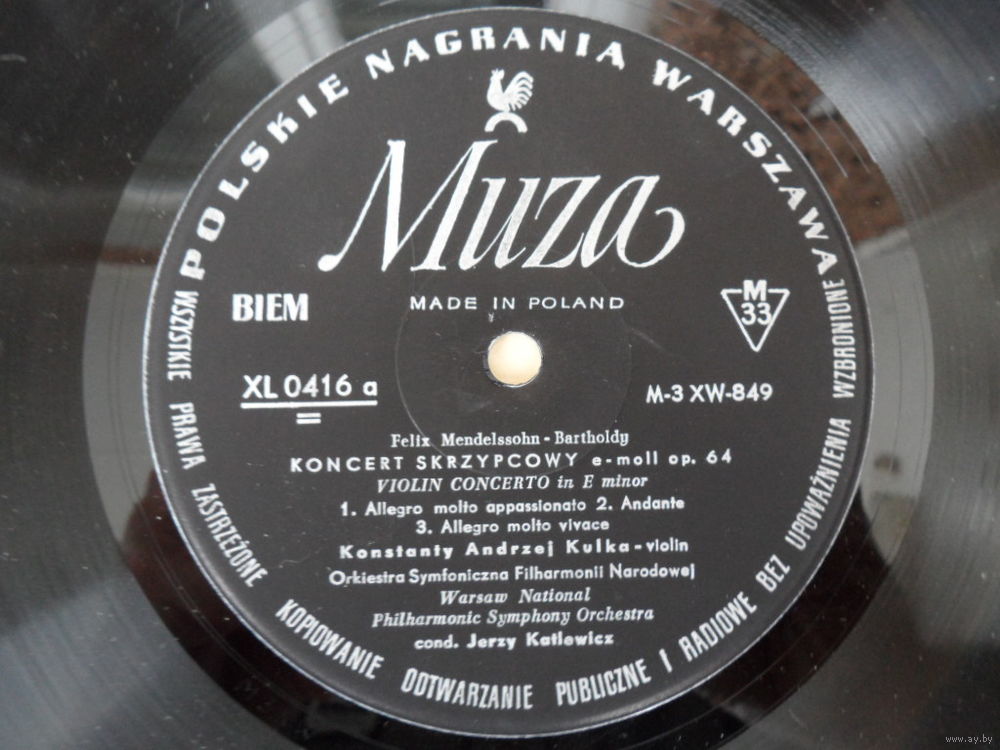 POLSKIE NAGRANIA WARSZAWA
Muza
MADE IN POLAND
BIEM
M
33
XL 0416 a
M-3 XW-849
Felix Mendelssohn - Bartholdy
KONCERT SKRZYPCOWY e-moll op. 64
VIOLIN CONCERTO in E minor
1. Allegro molto appassionato 2. Andante
3. Allegro molto vivace
Konstanty Andrzej Kulka - violin
Orkiestra Symfoniczna Filharmonii Narodowej
Warsaw National
Philharmonic Symphony Orchestra
cond. Jerzy Katlewicz
WSZYSTKIE PRAWA ZASTRZEŻONE KOPIOWANIE ODTWARZANIE PUBLICZNE I RADIOWE BEZ UPOWAŻNIENIA WZBRONIONE
www.ay.by